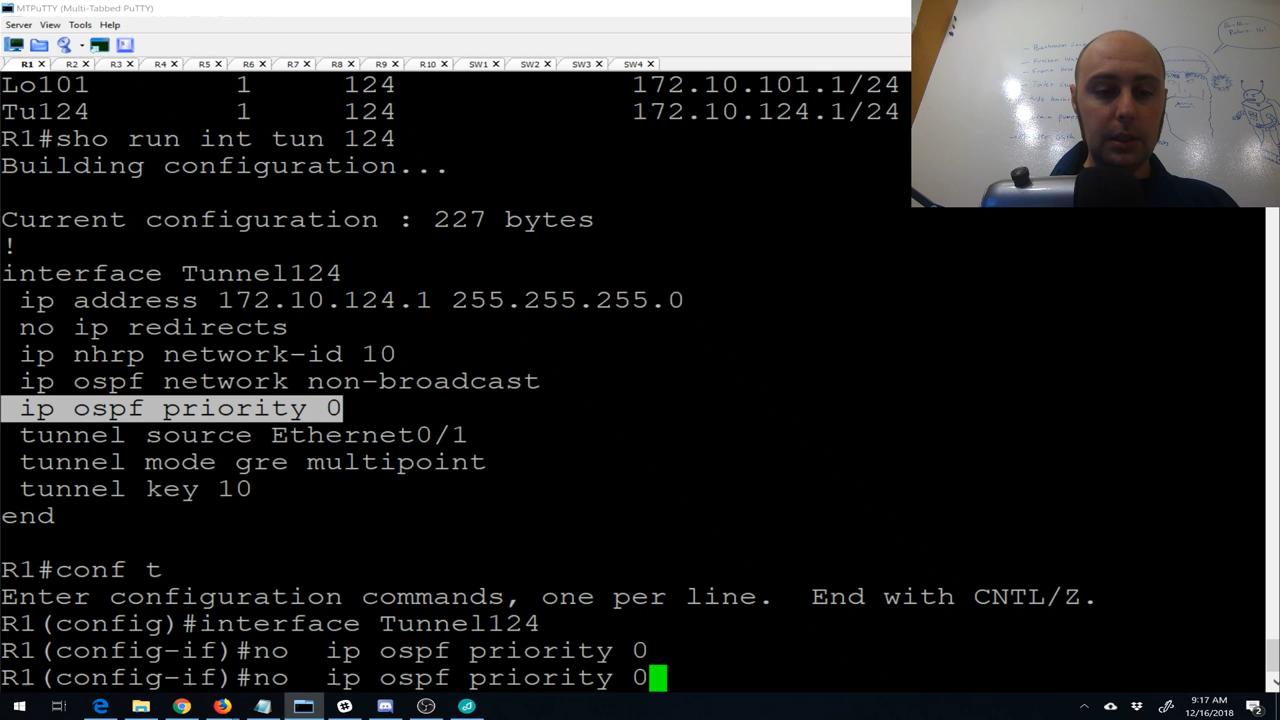 MTPuTTY (Multi-Tabbed PuTTY)
Server View Tools Help
R1 R2 R3 R4 R5 R6 R7 R8 R9 R10 SW1 SW2 SW3 SW4
Lo101 1 124 172.10.101.1/24
Tu124 1 124 172.10.124.1/24
R1#sho run int tun 124
Building configuration...
Current configuration : 227 bytes
!
interface Tunnel124
ip address 172.10.124.1 255.255.255.0
no ip redirects
ip nhrp network-id 10
ip ospf network non-broadcast
ip ospf priority 0
tunnel source Ethernet0/1
tunnel mode gre multipoint
tunnel key 10
end
R1#conf t
Enter configuration commands, one per line. End with CNTL/Z.
R1(config)#interface Tunnel124
R1(config-if)#no ip ospf priority 0
R1(config-if)#no ip ospf priority 0
9:17 AM
12/16/2018
2